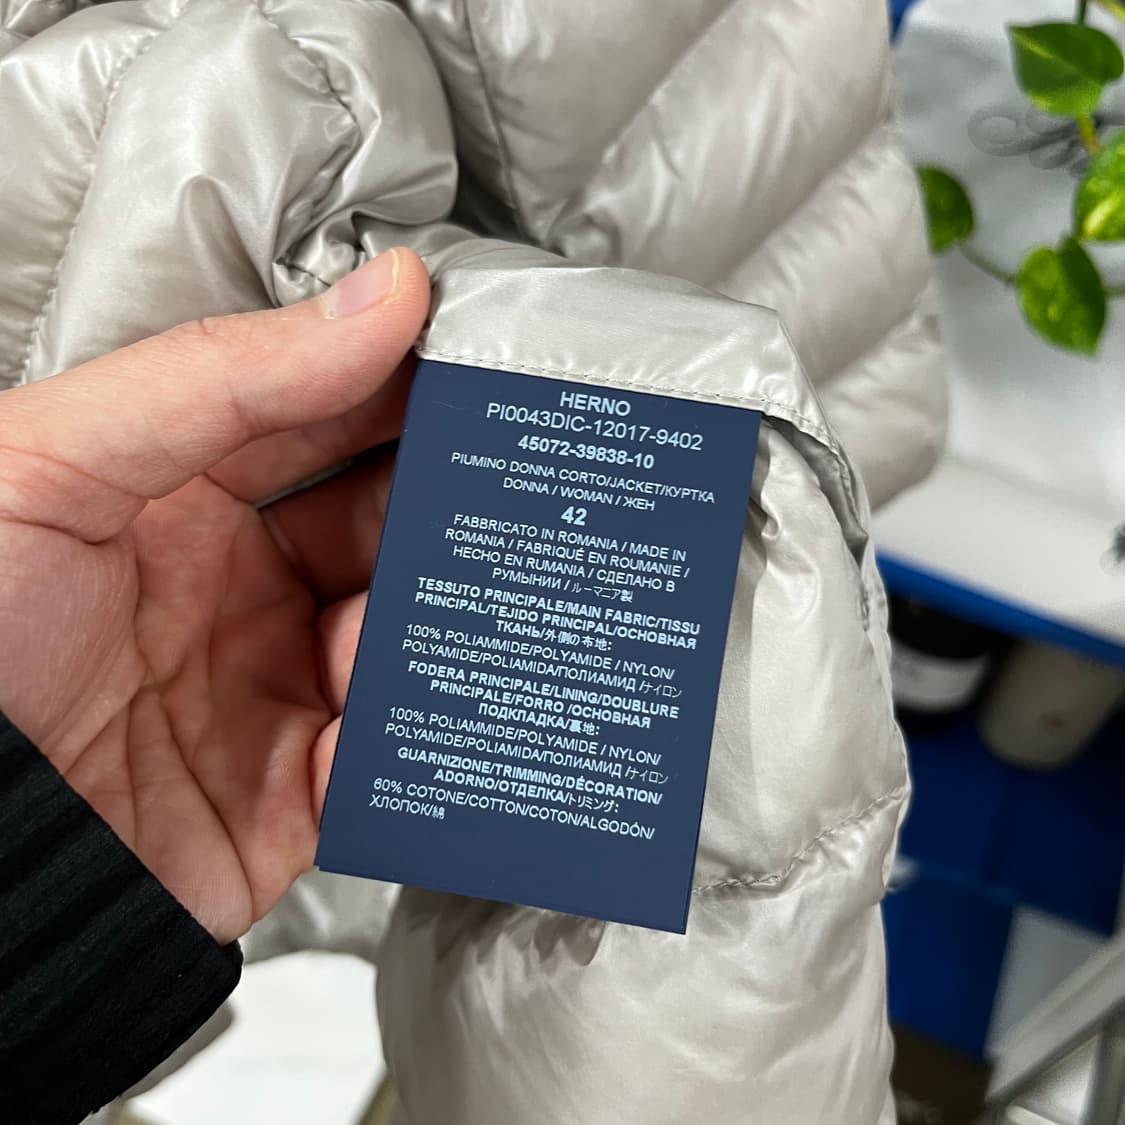 HERNO
PI0043DIC-12017-9402
45072-39838-10
PIUMINO DONNA CORTO/JACKET/КУРТКА
DONNA / WOMAN / ЖЕН
42
FABBRICATO IN ROMANIA / MADE IN
ROMANIA / FABRIQUÉ EN ROUMANIE /
HECHO EN RUMANIA / СДЕЛАНО В
РУМЫНИИ / ルーマニア製
TESSUTO PRINCIPALE/MAIN FABRIC/TISSU
PRINCIPAL/TEJIDO PRINCIPAL/ОСНОВНАЯ
ТКАНЬ/外側の布地:
100% POLIAMMIDE/POLYAMIDE / NYLON/
POLYAMIDE/POLIAMIDA/ПОЛИАМИД /ナイロン
FODERA PRINCIPALE/LINING/DOUBLURE
PRINCIPALE/FORRO /ОСНОВНАЯ
ПОДКЛАДКА/裏地:
100% POLIAMMIDE/POLYAMIDE / NYLON/
POLYAMIDE/POLIAMIDA/ПОЛИАМИД /ナイロン
GUARNIZIONE/TRIMMING/DÉCORATION/
ADORNO/ОТДЕЛКА/トリミング:
60% COTONE/COTTON/COTON/ALGODÓN/
ХЛОПОК/綿